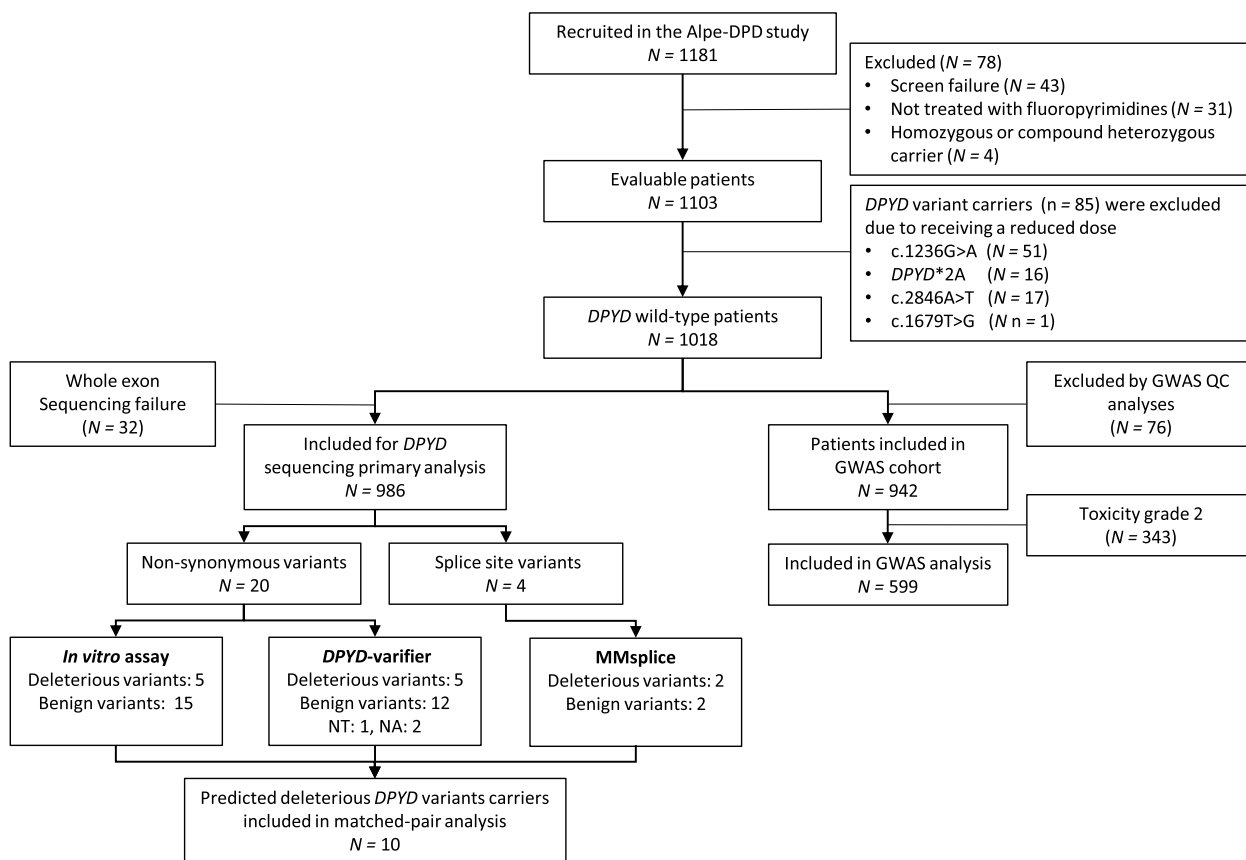 Recruited in the Alpe-DPD study
N = 1181
Excluded (N = 78)
• Screen failure (N = 43)
• Not treated with fluoropyrimidines (N = 31)
• Homozygous or compound heterozygous
carrier (N = 4)
Evaluable patients
N = 1103
DPYD variant carriers (n = 85) were excluded
due to receiving a reduced dose
• c.1236G>A (N = 51)
• DPYD*2A (N = 16)
• c.2846A>T (N = 17)
• c.1679T>G (N n = 1)
DPYD wild-type patients
N = 1018
Whole exon
Sequencing failure
(N = 32)
Excluded by GWAS QC
analyses
(N = 76)
Included for DPYD
sequencing primary analysis
N = 986
Patients included in
GWAS cohort
N = 942
Toxicity grade 2
(N = 343)
Non-synonymous variants
N = 20
Splice site variants
N = 4
Included in GWAS analysis
N = 599
In vitro assay
Deleterious variants: 5
Benign variants: 15
DPYD-varifier
Deleterious variants: 5
Benign variants: 12
NT: 1, NA: 2
MMsplice
Deleterious variants: 2
Benign variants: 2
Predicted deleterious DPYD variants carriers
included in matched-pair analysis
N = 10